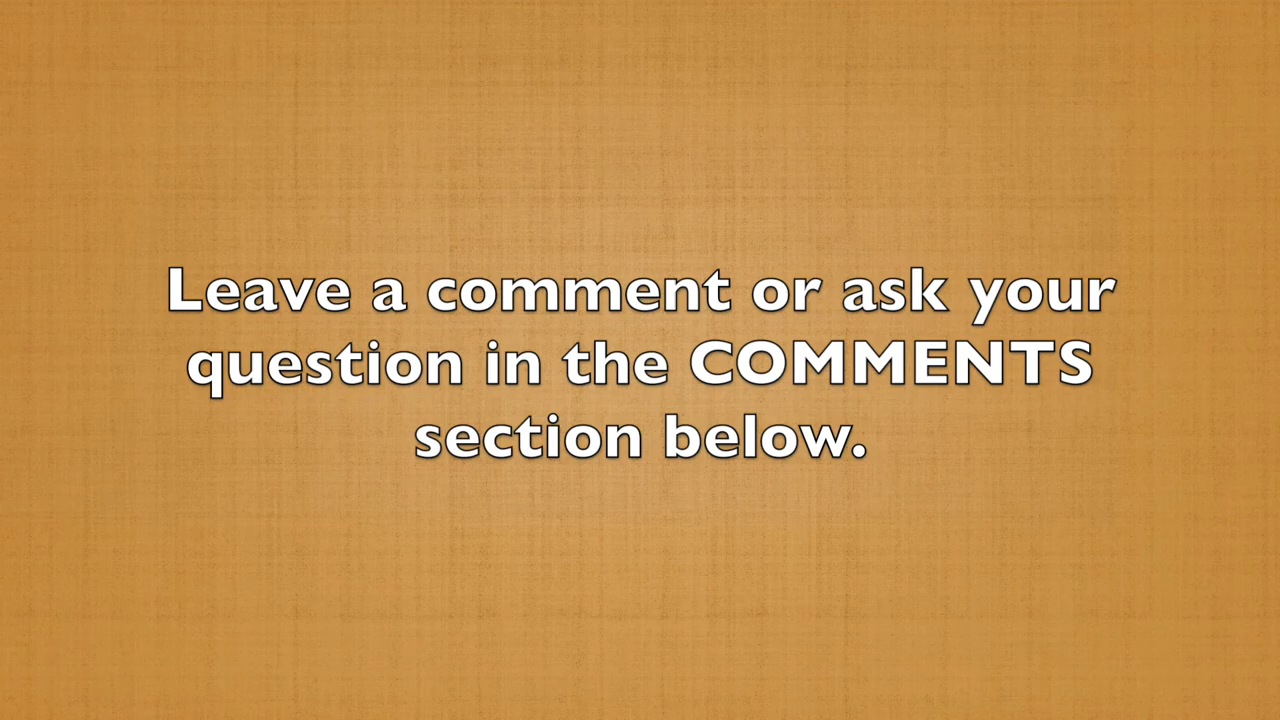 Leave a comment or ask your
question in the COMMENTS
section below.